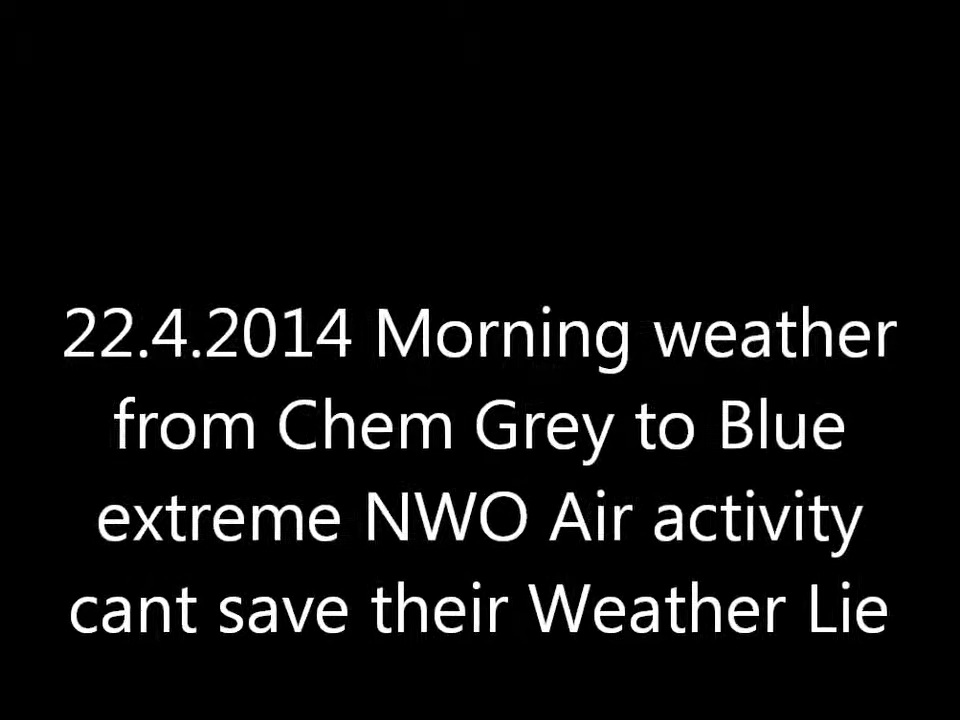 22.4.2014 Morning weather
from Chem Grey to Blue
extreme NWO Air activity
cant save their Weather Lie